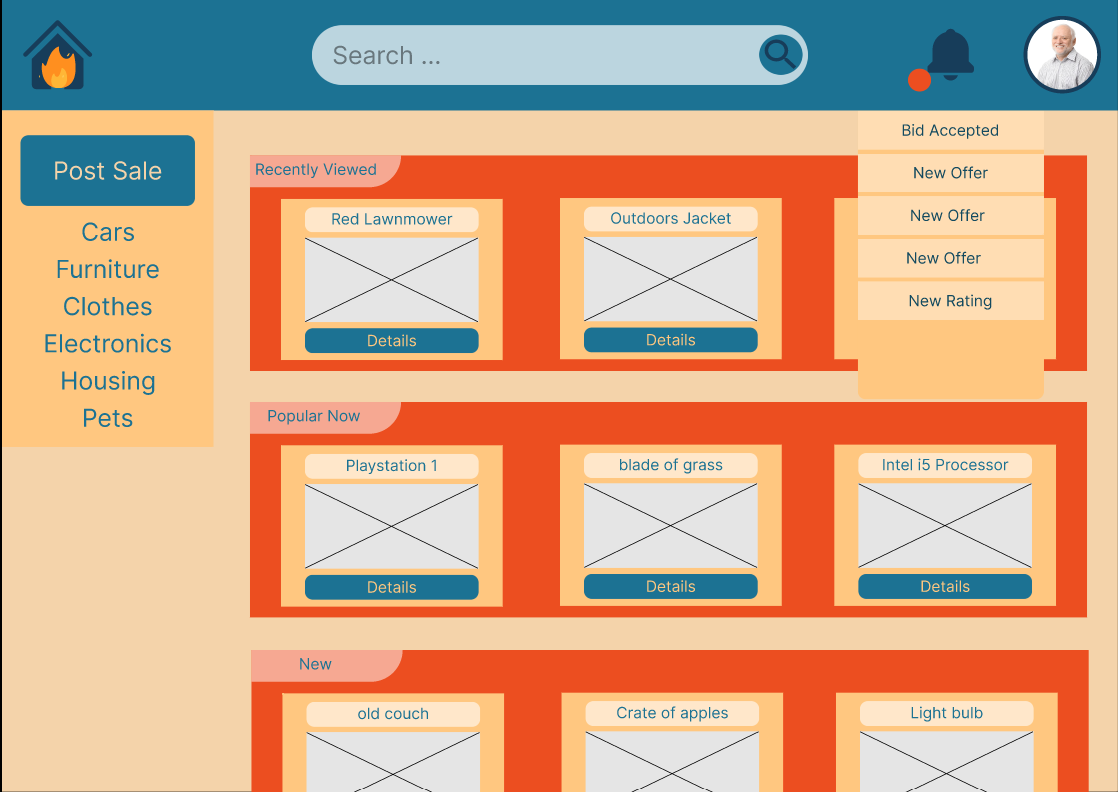 Search ...
Post Sale
Cars
Furniture
Clothes
Electronics
Housing
Pets
Bid Accepted
New Offer
New Offer
New Offer
New Rating
Recently Viewed
Red Lawnmower
Details
Outdoors Jacket
Details
Popular Now
Playstation 1
Details
blade of grass
Details
Intel i5 Processor
Details
New
old couch
Crate of apples
Light bulb